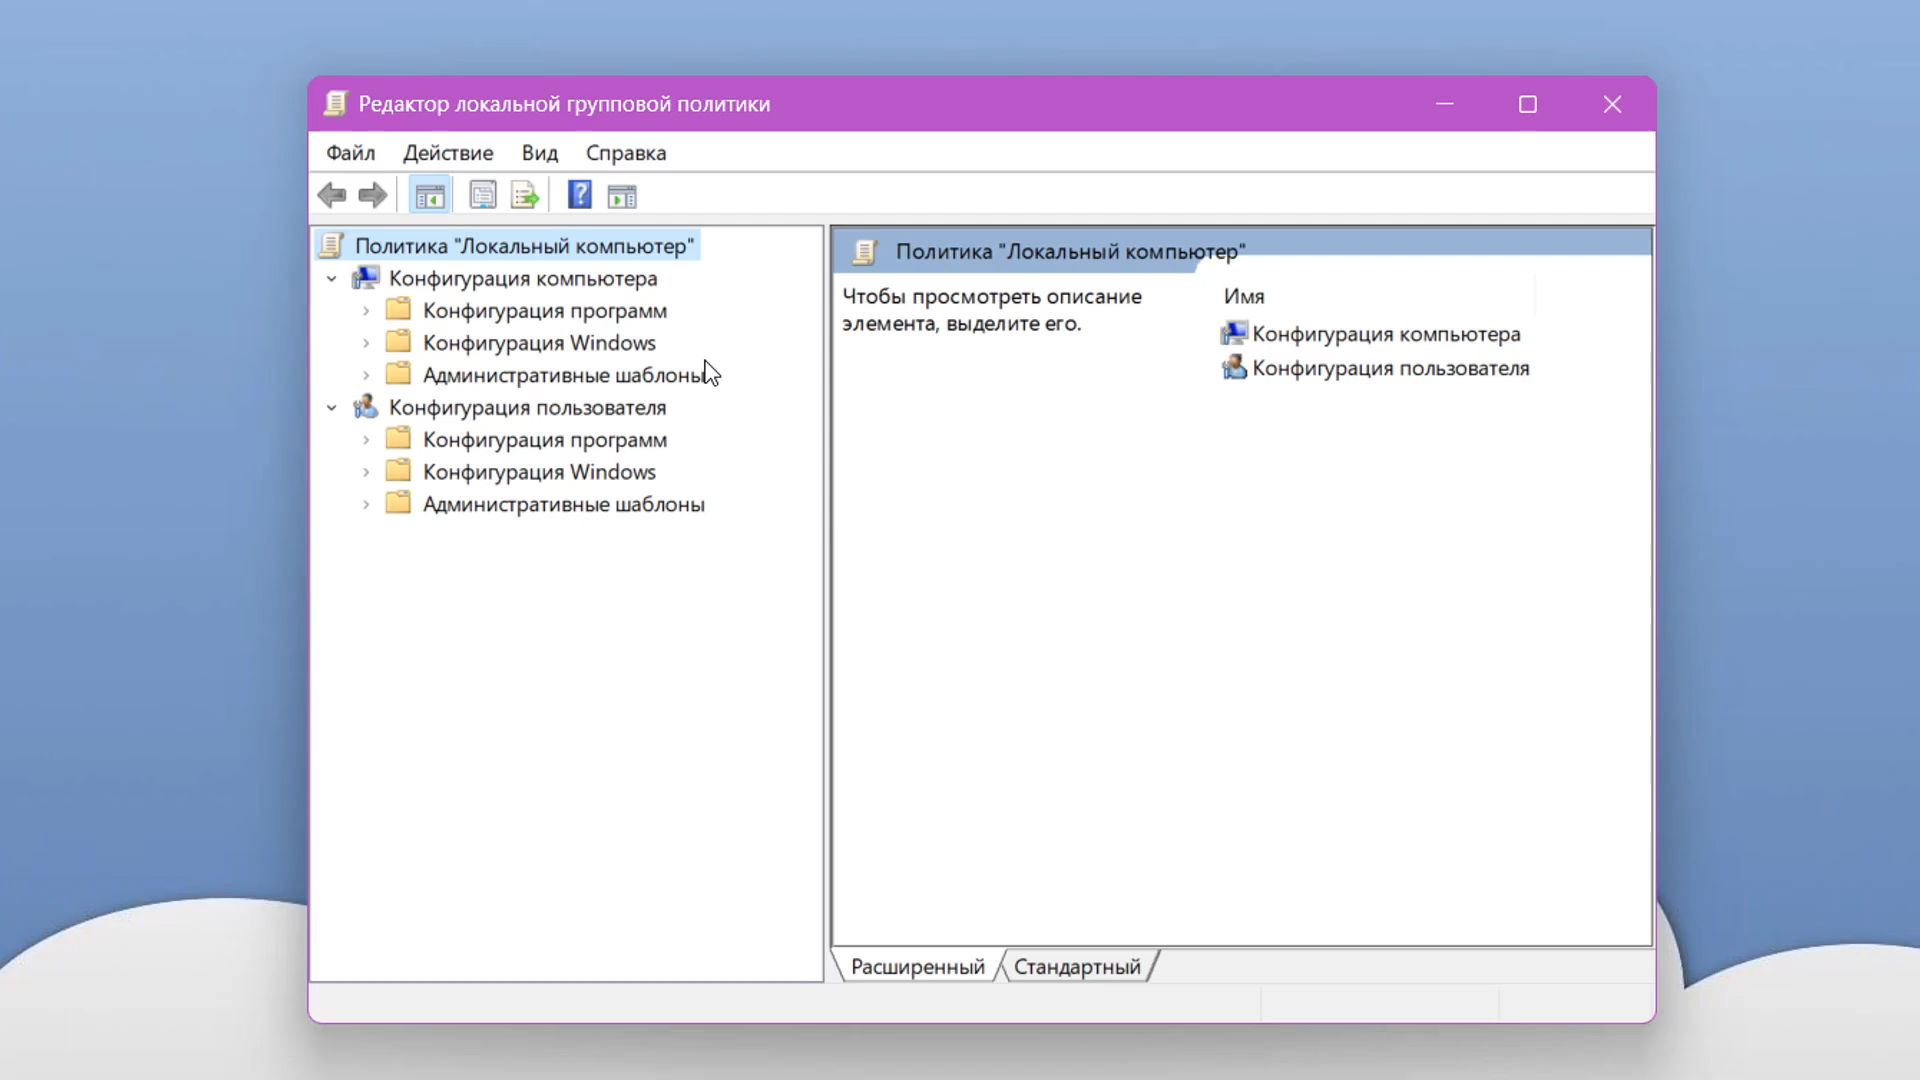 Редактор локальной групповой политики
Файл Действие Вид Справка
Политика "Локальный компьютер"
Конфигурация компьютера
Конфигурация программ
Конфигурация Windows
Административные шаблоны
Конфигурация пользователя
Конфигурация программ
Конфигурация Windows
Административные шаблоны
Политика "Локальный компьютер"
Чтобы просмотреть описание
элемента, выделите его.
Имя
Конфигурация компьютера
Конфигурация пользователя
Расширенный Стандартный